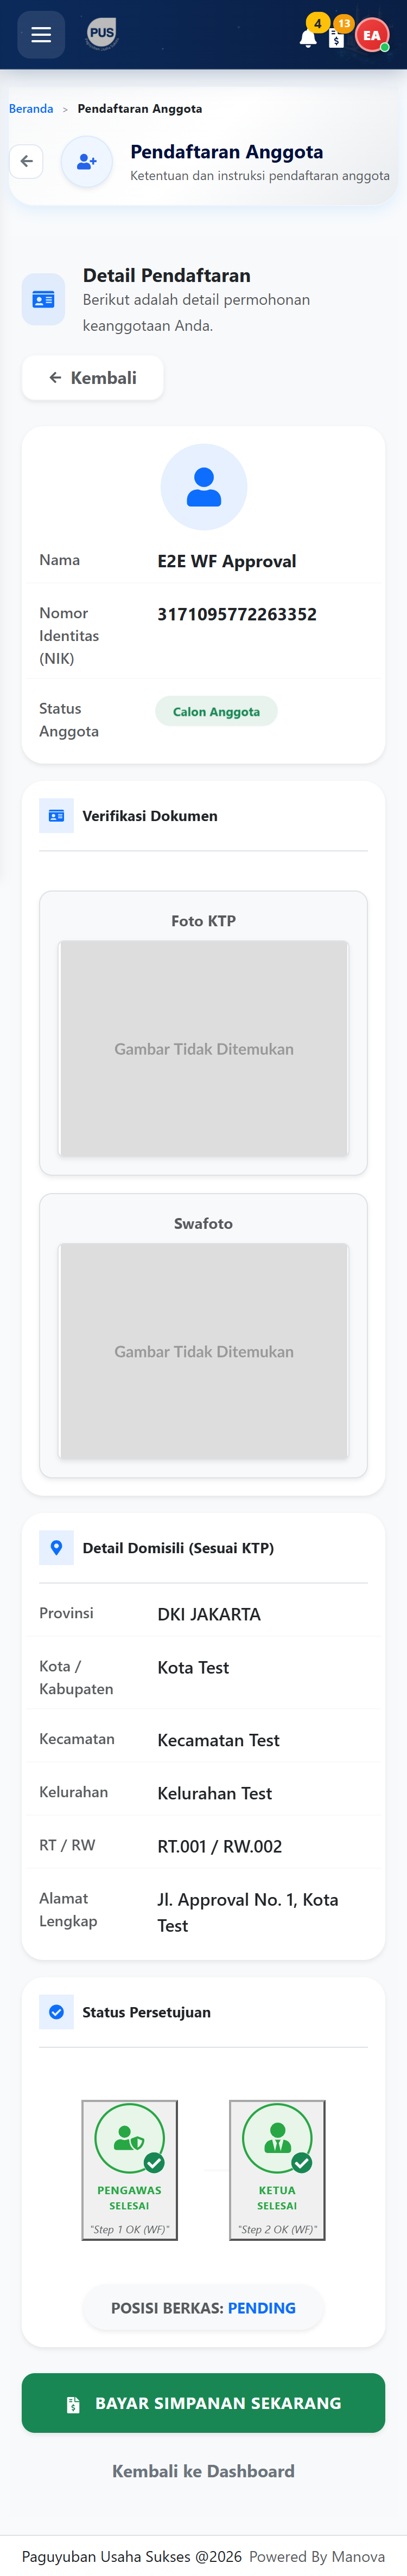 PUS
4
13
EA
Beranda > Pendaftaran Anggota
Pendaftaran Anggota
Ketentuan dan instruksi pendaftaran anggota
Detail Pendaftaran
Berikut adalah detail permohonan
keanggotaan Anda.
Kembali
Nama
E2E WF Approval
Nomor
Identitas
(NIK)
3171095772263352
Status
Anggota
Calon Anggota
Verifikasi Dokumen
Foto KTP
Gambar Tidak Ditemukan
Swafoto
Gambar Tidak Ditemukan
Detail Domisili (Sesuai KTP)
Provinsi
DKI JAKARTA
Kota /
Kabupaten
Kota Test
Kecamatan
Kecamatan Test
Kelurahan
Kelurahan Test
RT / RW
RT.001 / RW.002
Alamat
Lengkap
Jl. Approval No. 1, Kota
Test
Status Persetujuan
PENGAWAS
SELESAI
"Step 1 OK (WF)"
KETUA
SELESAI
"Step 2 OK (WF)"
POSISI BERKAS: PENDING
BAYAR SIMPANAN SEKARANG
Kembali ke Dashboard
Paguyuban Usaha Sukses @2026 Powered By Manova